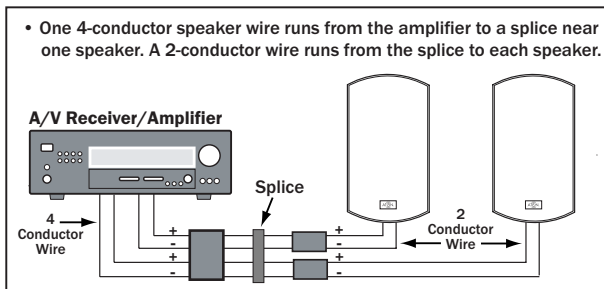 • One 4-conductor speaker wire runs from the amplifier to a splice near
one speaker. A 2-conductor wire runs from the splice to each speaker.
A/V Receiver/Amplifier
Splice
4
Conductor
Wire
2
Conductor
Wire
+
-
+
-
+
-
+
-